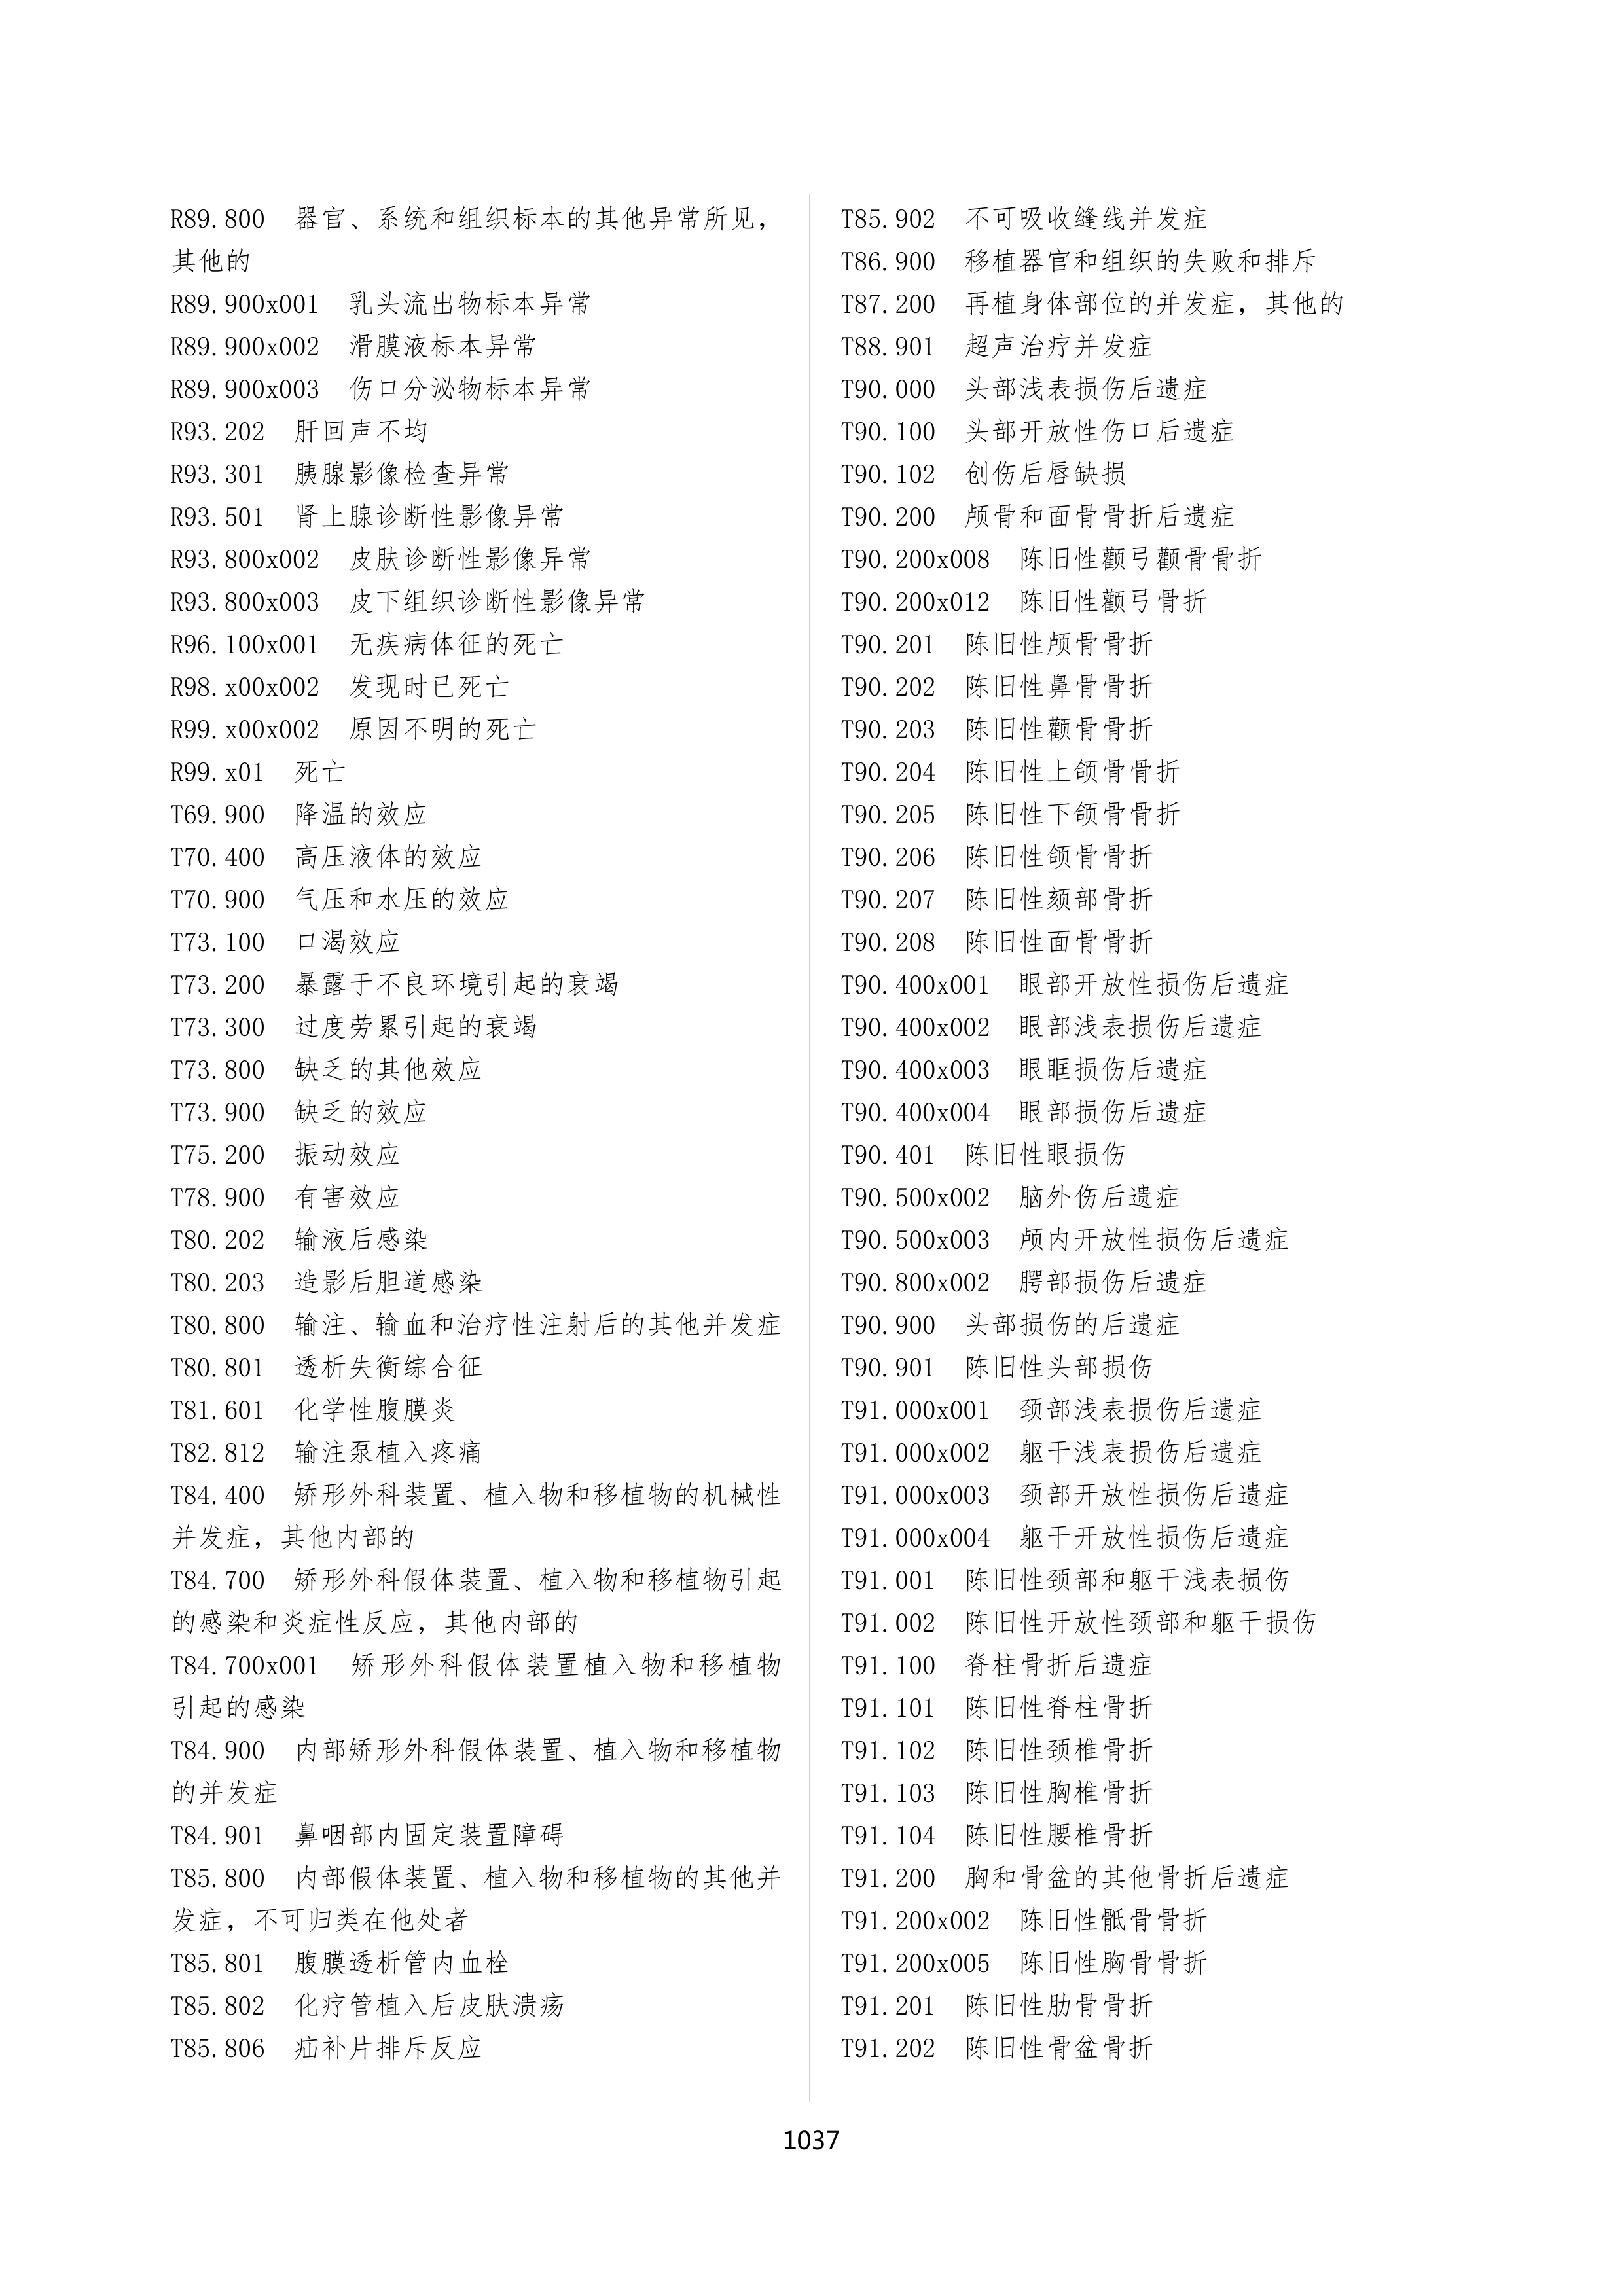 R89.800 器官、系统和组织标本的其他异常所见，
其他的
R89.900x001 乳头流出物标本异常
R89.900x002 滑膜液标本异常
R89.900x003 伤口分泌物标本异常
R93.202 肝回声不均
R93.301 胰腺影像检查异常
R93.501 肾上腺诊断性影像异常
R93.800x002 皮肤诊断性影像异常
R93.800x003 皮下组织诊断性影像异常
R96.100x001 无疾病体征的死亡
R98.x00x002 发现时已死亡
R99.x00x002 原因不明的死亡
R99.x01 死亡
T69.900 降温的效应
T70.400 高压液体的效应
T70.900 气压和水压的效应
T73.100 口渴效应
T73.200 暴露于不良环境引起的衰竭
T73.300 过度劳累引起的衰竭
T73.800 缺乏的其他效应
T73.900 缺乏的效应
T75.200 振动效应
T78.900 有害效应
T80.202 输液后感染
T80.203 造影后胆道感染
T80.800 输注、输血和治疗性注射后的其他并发症
T80.801 透析失衡综合征
T81.601 化学性腹膜炎
T82.812 输注泵植入疼痛
T84.400 矫形外科装置、植入物和移植物的机械性
并发症，其他内部的
T84.700 矫形外科假体装置、植入物和移植物引起
的感染和炎症性反应，其他内部的
T84.700x001 矫形外科假体装置植入物和移植物
引起的感染
T84.900 内部矫形外科假体装置、植入物和移植物
的并发症
T84.901 鼻咽部内固定装置障碍
T85.800 内部假体装置、植入物和移植物的其他并
发症，不可归类在他处者
T85.801 腹膜透析管内血栓
T85.802 化疗管植入后皮肤溃疡
T85.806 疝补片排斥反应
T85.902 不可吸收缝线并发症
T86.900 移植器官和组织的失败和排斥
T87.200 再植身体部位的并发症，其他的
T88.901 超声治疗并发症
T90.000 头部浅表损伤后遗症
T90.100 头部开放性伤口后遗症
T90.102 创伤后唇缺损
T90.200 颅骨和面骨骨折后遗症
T90.200x008 陈旧性颧弓颧骨骨折
T90.200x012 陈旧性颧弓骨折
T90.201 陈旧性颅骨骨折
T90.202 陈旧性鼻骨骨折
T90.203 陈旧性颧骨骨折
T90.204 陈旧性上颌骨骨折
T90.205 陈旧性下颌骨骨折
T90.206 陈旧性颌骨骨折
T90.207 陈旧性颏部骨折
T90.208 陈旧性面骨骨折
T90.400x001 眼部开放性损伤后遗症
T90.400x002 眼部浅表损伤后遗症
T90.400x003 眼眶损伤后遗症
T90.400x004 眼部损伤后遗症
T90.401 陈旧性眼损伤
T90.500x002 脑外伤后遗症
T90.500x003 颅内开放性损伤后遗症
T90.800x002 腭部损伤后遗症
T90.900 头部损伤的后遗症
T90.901 陈旧性头部损伤
T91.000x001 颈部浅表损伤后遗症
T91.000x002 躯干浅表损伤后遗症
T91.000x003 颈部开放性损伤后遗症
T91.000x004 躯干开放性损伤后遗症
T91.001 陈旧性颈部和躯干浅表损伤
T91.002 陈旧性开放性颈部和躯干损伤
T91.100 脊柱骨折后遗症
T91.101 陈旧性脊柱骨折
T91.102 陈旧性颈椎骨折
T91.103 陈旧性胸椎骨折
T91.104 陈旧性腰椎骨折
T91.200 胸和骨盆的其他骨折后遗症
T91.200x002 陈旧性骶骨骨折
T91.200x005 陈旧性胸骨骨折
T91.201 陈旧性肋骨骨折
T91.202 陈旧性骨盆骨折
1037